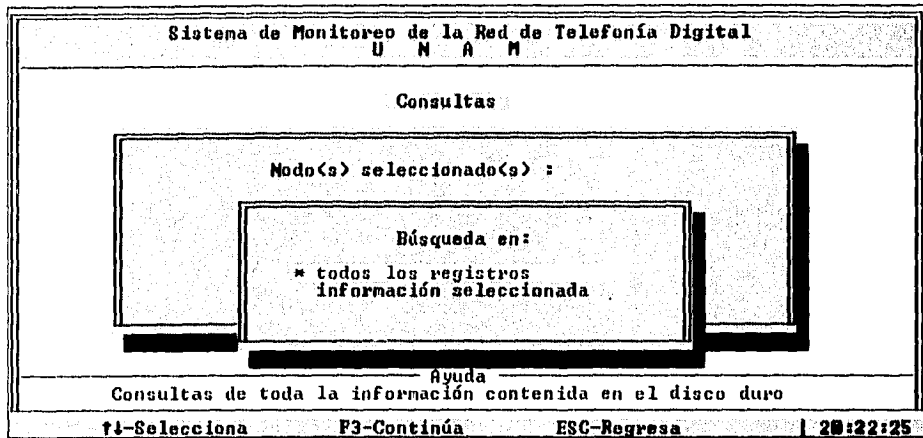 Sistema de Monitoreo de la Red de Telefonía Digital
U N A M
Consultas
Nodo(s) seleccionado(s) :
Búsqueda en:
* todos los registros
información seleccionada
Ayuda
Consultas de toda la información contenida en el disco duro
↑↓-Selecciona F3-Continúa ESC-Regresa 20:22:25